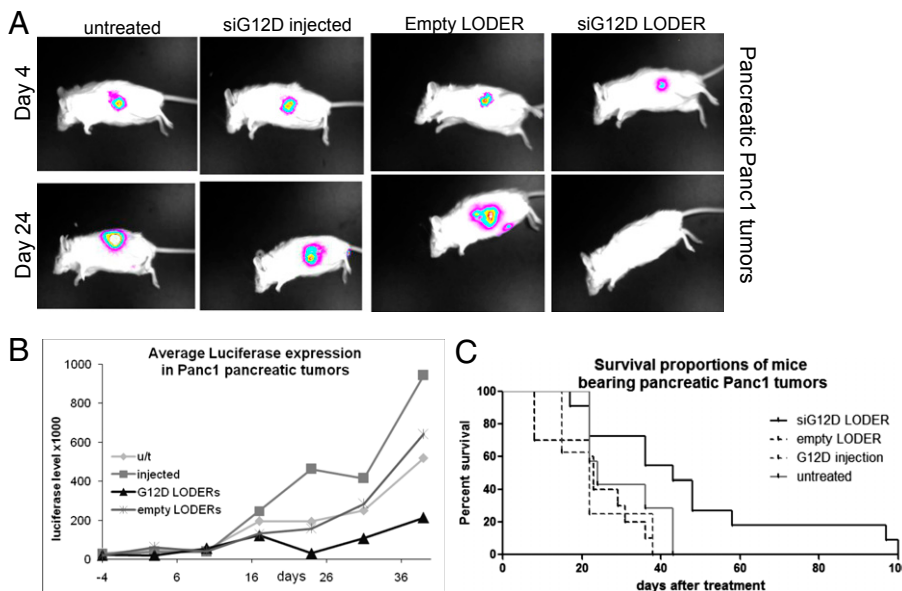 A
untreated
siG12D injected
Empty LODER
siG12D LODER
Day 4
Day 24
Pancreatic Panc1 tumors
B
Average Luciferase expression
in Panc1 pancreatic tumors
luciferase level x1000
1000
800
600
400
200
0
u/t
injected
G12D LODERs
empty LODERs
-4
6
16
days
26
36
C
Survival proportions of mice
bearing pancreatic Panc1 tumors
Percent survival
100
80
60
40
20
0
siG12D LODER
empty LODER
G12D injection
untreated
0
20
40
60
80
100
days after treatment